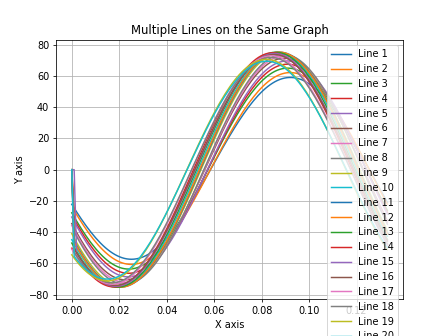 Multiple Lines on the Same Graph
80
60
40
20
0
−20
−40
−60
−80
Y axis
0.00
0.02
0.04
0.06
0.08
0.10
X axis
Line 1
Line 2
Line 3
Line 4
Line 5
Line 6
Line 7
Line 8
Line 9
Line 10
Line 11
Line 12
Line 13
Line 14
Line 15
Line 16
Line 17
Line 18
Line 19
Line 20